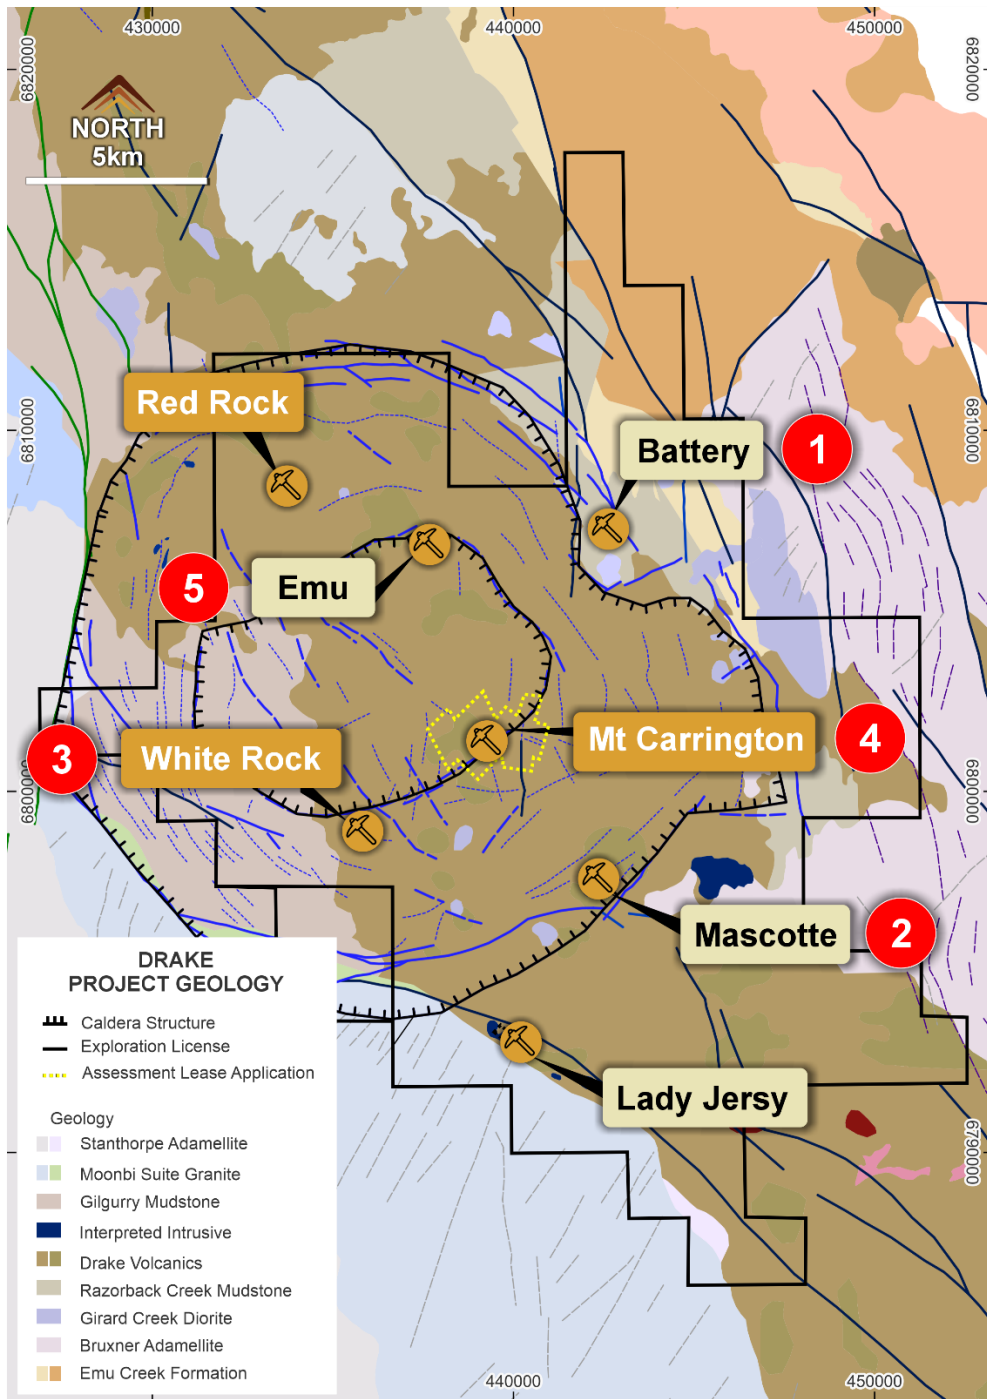 430000
440000
450000
6820000
6820000
NORTH
5km
Red Rock
6810000
Battery
1
6810000
5
Emu
3
White Rock
Mt Carrington
4
6800000
6800000
Mascotte
2
DRAKE
PROJECT GEOLOGY
Caldera Structure
Exploration License
Assessment Lease Application
Lady Jersy
Geology
Stanthorpe Adamellite
Moonbi Suite Granite
Gilgurry Mudstone
Interpreted Intrusive
Drake Volcanics
Razorback Creek Mudstone
Girard Creek Diorite
Bruxner Adamellite
Emu Creek Formation
6790000
440000
450000